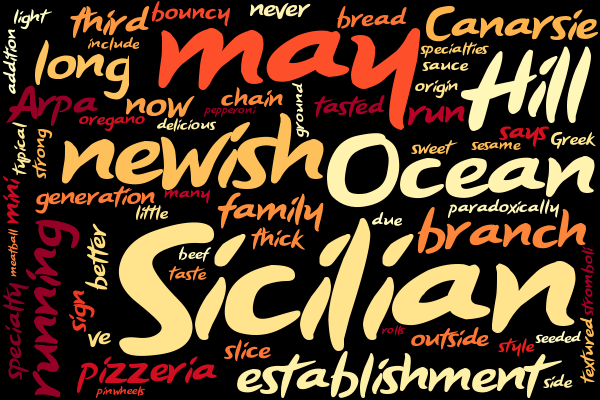 light
third
bouncy
never
bread
Canarsie
addition
include
long
may
specialties
sauce
Hill
origin
Arpa
now
chain
ground
tasted
run
oregano
pepperoni
delicious
says
Greek
typical
strong
newish
sweet
sesame
Ocean
mini
generation
many
little
family
paradoxically
due
branch
thick
better
beef
taste
Sicilian
meatball
running
specialty
sign
ve
stromboli
rolls
outside
style
seeded
textured
slice
pizzeria
pinwheels
establishment
side